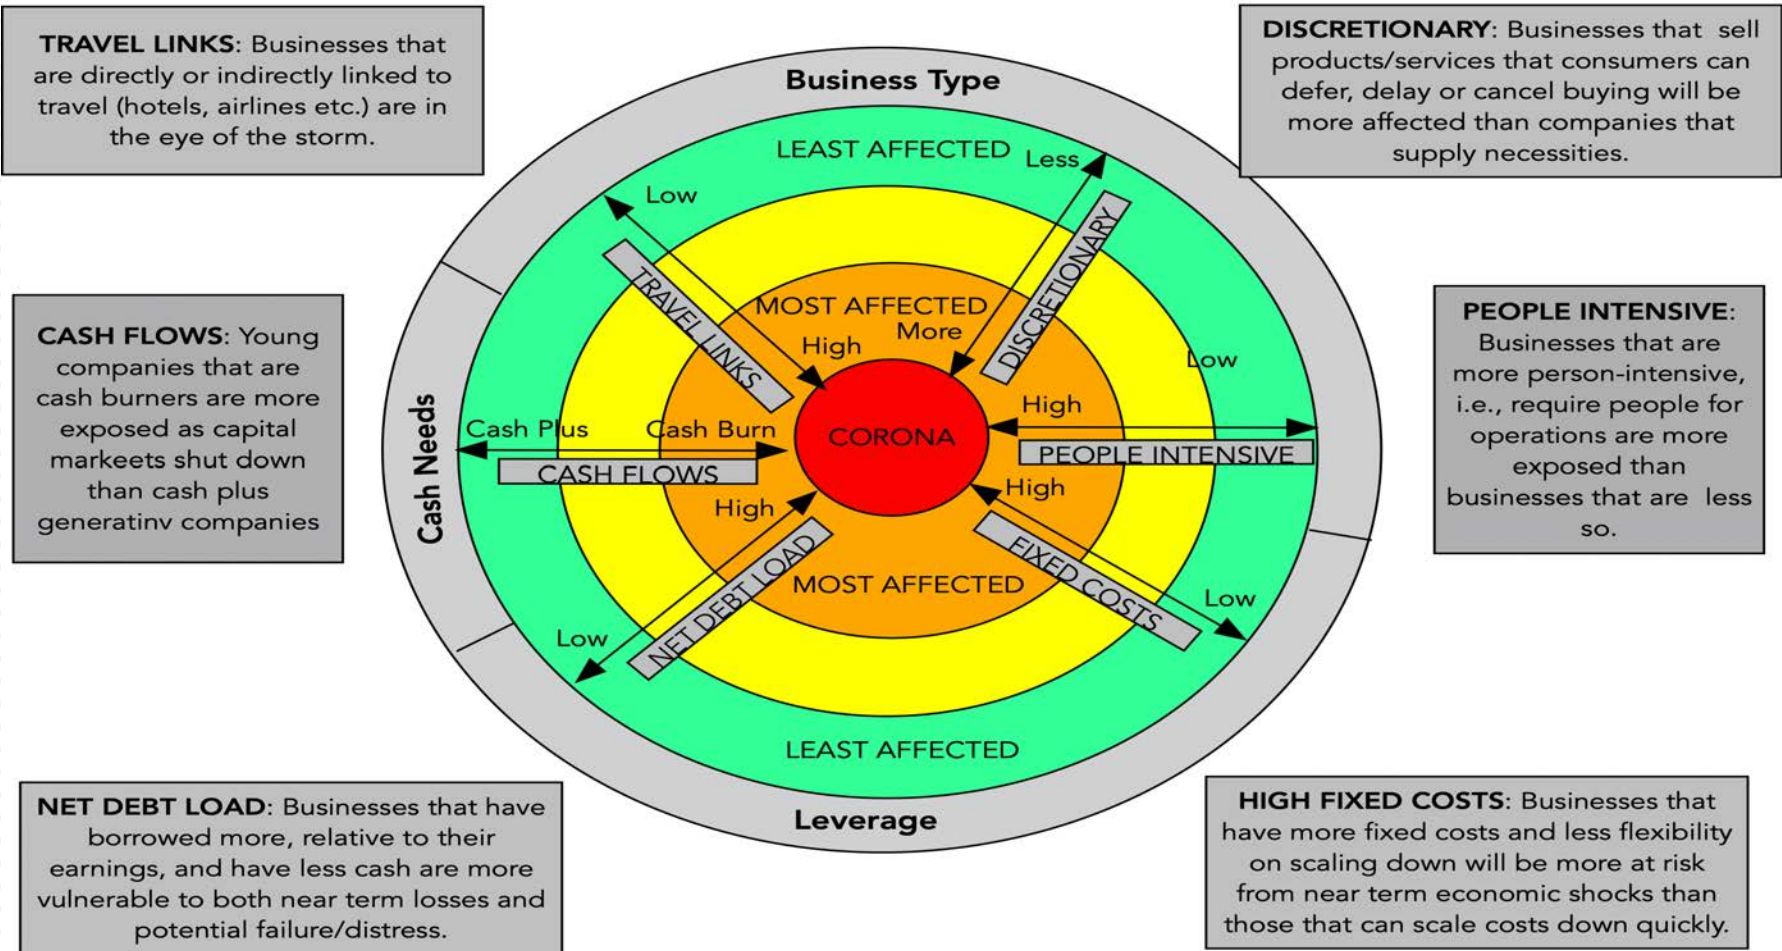 TRAVEL LINKS: Businesses that
are directly or indirectly linked to
travel (hotels, airlines etc.) are in
the eye of the storm.
DISCRETIONARY: Businesses that sell
products/services that consumers can
defer, delay or cancel buying will be
more affected than companies that
supply necessities.
Business Type
LEAST AFFECTED
Less
Low
DISCRETIONARY
TRAVEL LINKS
MOST AFFECTED
More
High
Low
CASH FLOWS: Young
companies that are
cash burners are more
exposed as capital
markeets shut down
than cash plus
generatinv companies
PEOPLE INTENSIVE:
Businesses that are
more person-intensive,
i.e., require people for
operations are more
exposed than
businesses that are less
so.
Cash Needs
Cash Plus
Cash Burn
CASH FLOWS
CORONA
High
PEOPLE INTENSIVE
High
High
NET DEBT LOAD
FIXED COSTS
MOST AFFECTED
Low
Low
LEAST AFFECTED
Leverage
NET DEBT LOAD: Businesses that have
borrowed more, relative to their
earnings, and have less cash are more
vulnerable to both near term losses and
potential failure/distress.
HIGH FIXED COSTS: Businesses that
have more fixed costs and less flexibility
on scaling down will be more at risk
from near term economic shocks than
those that can scale costs down quickly.